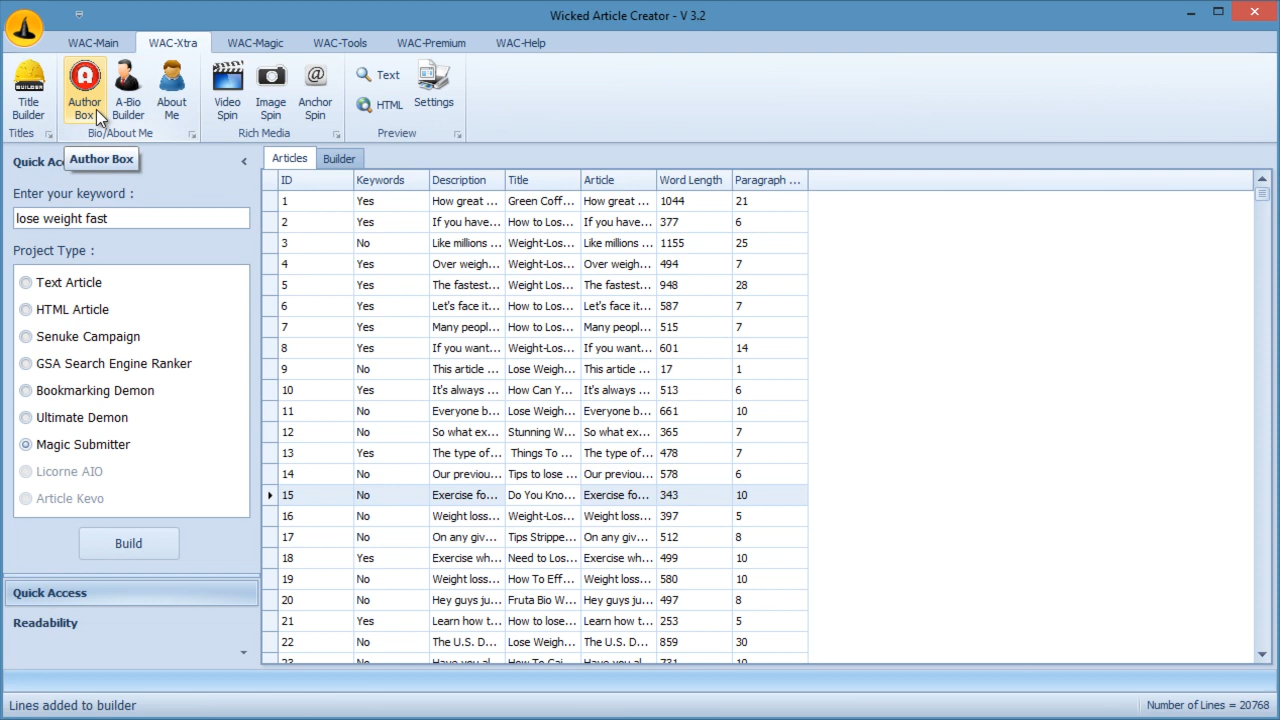 Wicked Article Creator - V 3.2
WAC-Main WAC-Xtra WAC-Magic WAC-Tools WAC-Premium WAC-Help
BUILDER
Title Builder
Author Box
A-Bio Builder
About Me
Video Spin
Image Spin
Anchor Spin
Text
HTML
Settings
Titles Bio/About Me Rich Media Preview
Author Box
Quick Ac
Enter your keyword :
lose weight fast
Project Type :
Text Article
HTML Article
Senuke Campaign
GSA Search Engine Ranker
Bookmarking Demon
Ultimate Demon
Magic Submitter
Licorne AIO
Article Kevo
Build
Quick Access
Readability
Articles Builder
ID Keywords Description Title Article Word Length Paragraph ...
1 Yes How great ... Green Coff... How great ... 1044 21
2 Yes If you have... How to Los... If you have... 377 6
3 No Like millions ... Weight-Los... Like millions ... 1155 25
4 Yes Over weigh... Weight-Los... Over weigh... 494 7
5 Yes The fastest... Weight-Los... The fastest... 948 28
6 Yes Let's face it... How to Los... Let's face it... 587 7
7 Yes Many peopl... How to Los... Many peopl... 515 7
8 Yes If you want... Weight-Los... If you want... 601 14
9 No This article ... Lose Weigh... This article ... 17 1
10 Yes It's always ... How Can Y... It's always ... 513 6
11 No Everyone b... Lose Weigh... Everyone b... 661 10
12 No So what ex... Stunning W... So what ex... 365 7
13 Yes The type of... Things To ... The type of... 478 7
14 No Our previou... Tips to lose ... Our previou... 578 6
15 No Exercise fo... Do You Kno... Exercise fo... 343 10
16 No Weight loss... Weight-Los... Weight loss... 397 5
17 No On any giv... Tips Strippe... On any giv... 512 8
18 Yes Exercise wh... Need to Los... Exercise wh... 499 10
19 No Weight loss... How To Eff... Weight loss... 580 10
20 No Hey guys ju... Fruta Bio W... Hey guys ju... 497 8
21 Yes Learn how t... How to lose... Learn how t... 253 5
22 No The U.S. D... Lose Weigh... The U.S. D... 859 30
Lines added to builder
Number of Lines = 20768